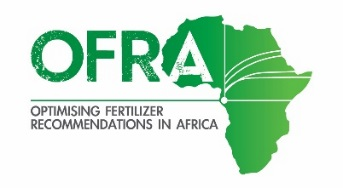 OFRA
OPTIMISING FERTILIZER
RECOMMENDATIONS IN AFRICA